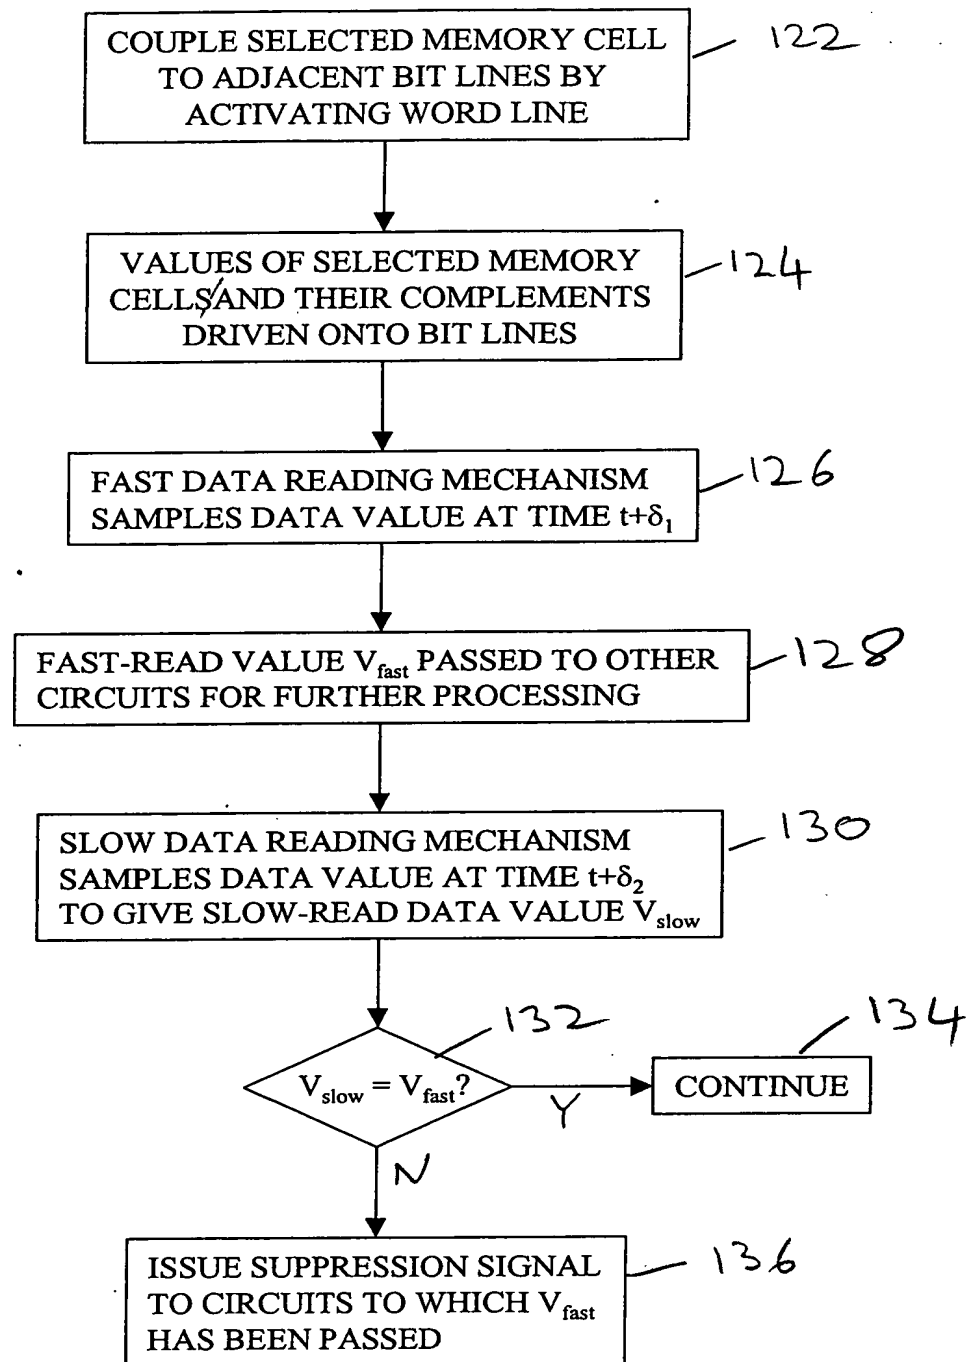 COUPLE SELECTED MEMORY CELL
TO ADJACENT BIT LINES BY
ACTIVATING WORD LINE
122
VALUES OF SELECTED MEMORY
CELLS AND THEIR COMPLEMENTS
DRIVEN ONTO BIT LINES
124
FAST DATA READING MECHANISM
SAMPLES DATA VALUE AT TIME t+δ1
126
FAST-READ VALUE Vfast PASSED TO OTHER
CIRCUITS FOR FURTHER PROCESSING
128
SLOW DATA READING MECHANISM
SAMPLES DATA VALUE AT TIME t+δ2
TO GIVE SLOW-READ DATA VALUE Vslow
130
Vslow = Vfast?
132
Y
CONTINUE
134
N
ISSUE SUPPRESSION SIGNAL
TO CIRCUITS TO WHICH Vfast
HAS BEEN PASSED
136